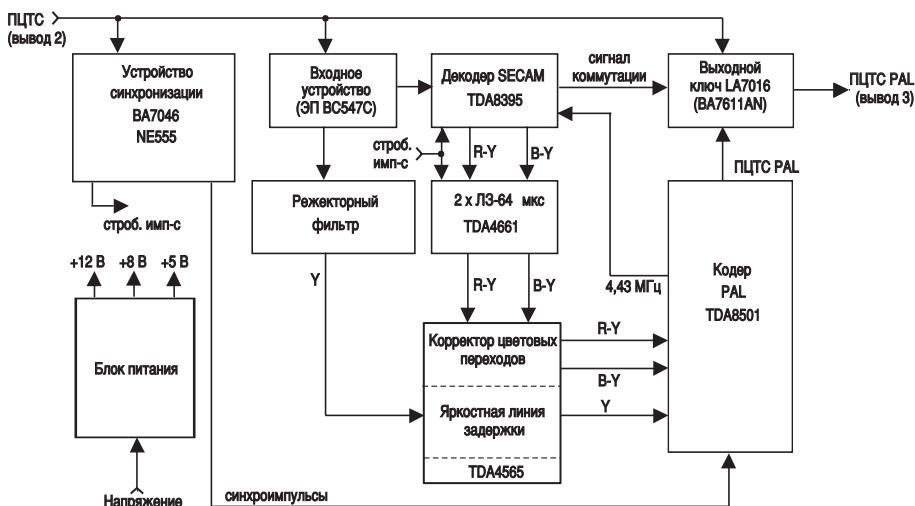 ПЦТС
(вывод 2)
Устройство
синхронизации
BA7046
NE555
Входное
устройство
(ЭП BC547C)
Декодер SECAM
TDA8395
сигнал
коммутации
Выходной
ключ LA7016
(BA7611AN)
ПЦТС PAL
(вывод 3)
строб.
имп-с
R-Y
B-Y
ПЦТС PAL
строб. имп-с
Режекторный
фильтр
2 x ЛЗ-64 мкс
TDA4661
+12 В
+8 В
+5 В
Y
R-Y
B-Y
4,43 МГц
Кодер
PAL
TDA8501
Блок питания
Корректор цветовых
переходов
R-Y
B-Y
Яркостная линия
задержки
Y
TDA4565
Напряжение
синхроимпульсы